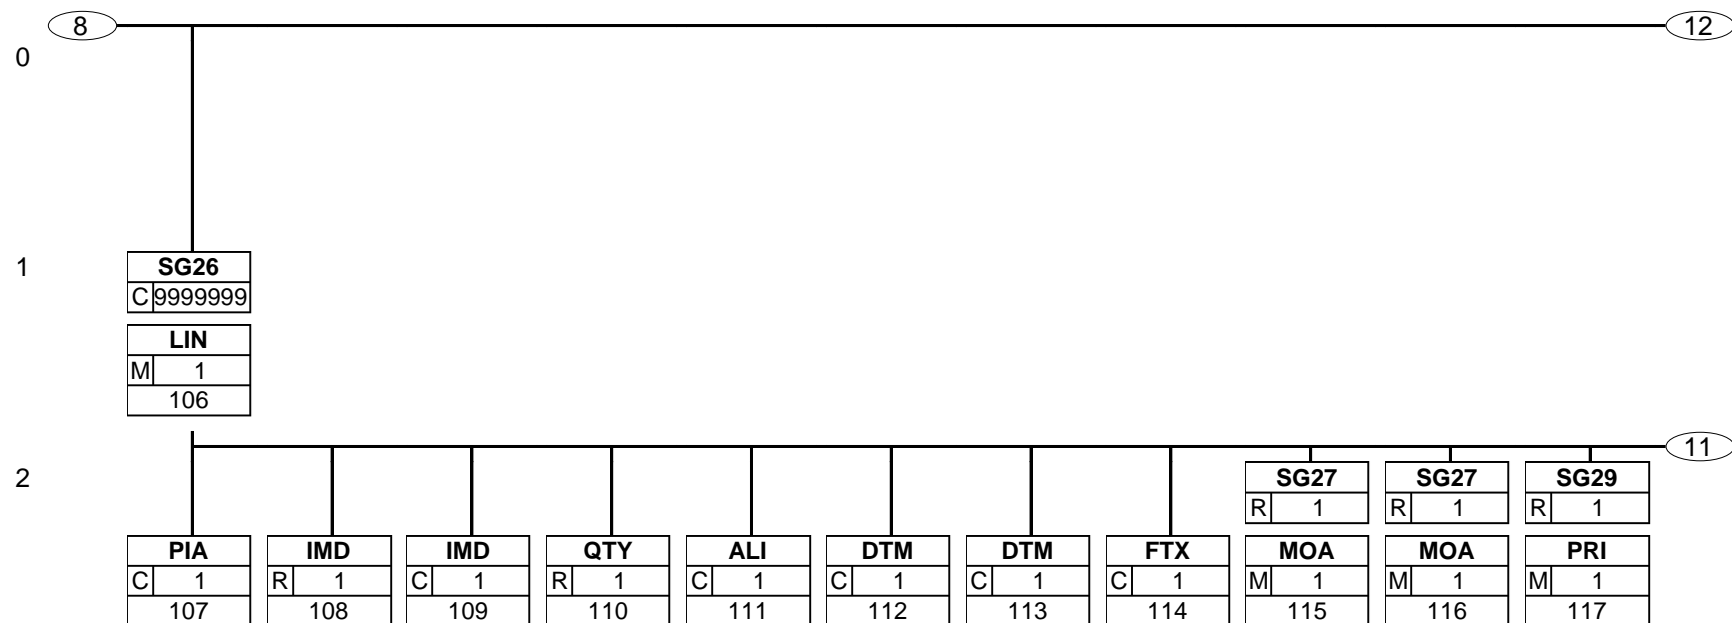 8 12
0
1
SG26
C 9999999
LIN
M 1
106
11
2
SG27 SG27 SG29
R 1 R 1 R 1
PIA IMD IMD QTY ALI DTM DTM FTX MOA MOA PRI
C 1 R 1 C 1 R 1 C 1 C 1 C 1 C 1 M 1 M 1 M 1
107 108 109 110 111 112 113 114 115 116 117